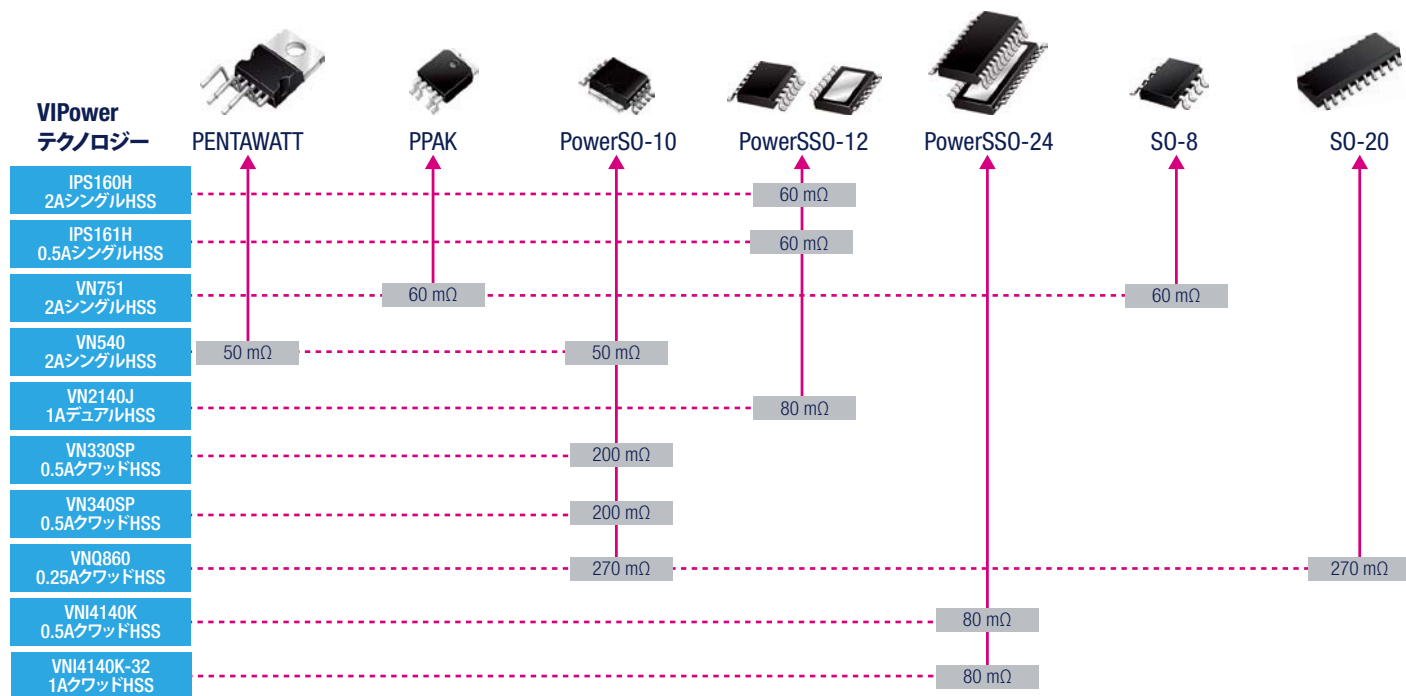 VIPower
テクノロジー
PENTAWATT
PPAK
PowerSO-10
PowerSSO-12
PowerSSO-24
SO-8
SO-20
IPS160H
2AシングルHSS
60 mΩ
IPS161H
0.5AシングルHSS
60 mΩ
VN751
2AシングルHSS
60 mΩ
60 mΩ
VN540
2AシングルHSS
50 mΩ
50 mΩ
VN2140J
1AデュアルHSS
80 mΩ
VN330SP
0.5AクワッドHSS
200 mΩ
VN340SP
0.5AクワッドHSS
200 mΩ
VNQ860
0.25AクワッドHSS
270 mΩ
270 mΩ
VNI4140K
0.5AクワッドHSS
80 mΩ
VNI4140K-32
1AクワッドHSS
80 mΩ